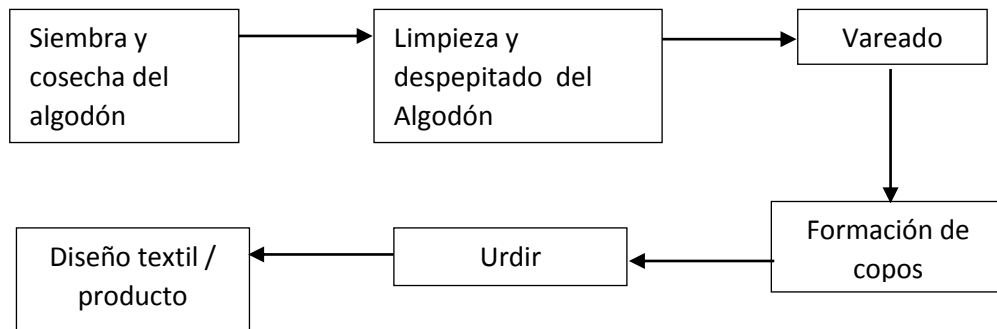 Siembra y
cosecha del
algodón
Limpieza y
despepitado del
Algodón
Vareado
Formación de
copos
Urdir
Diseño textil /
producto